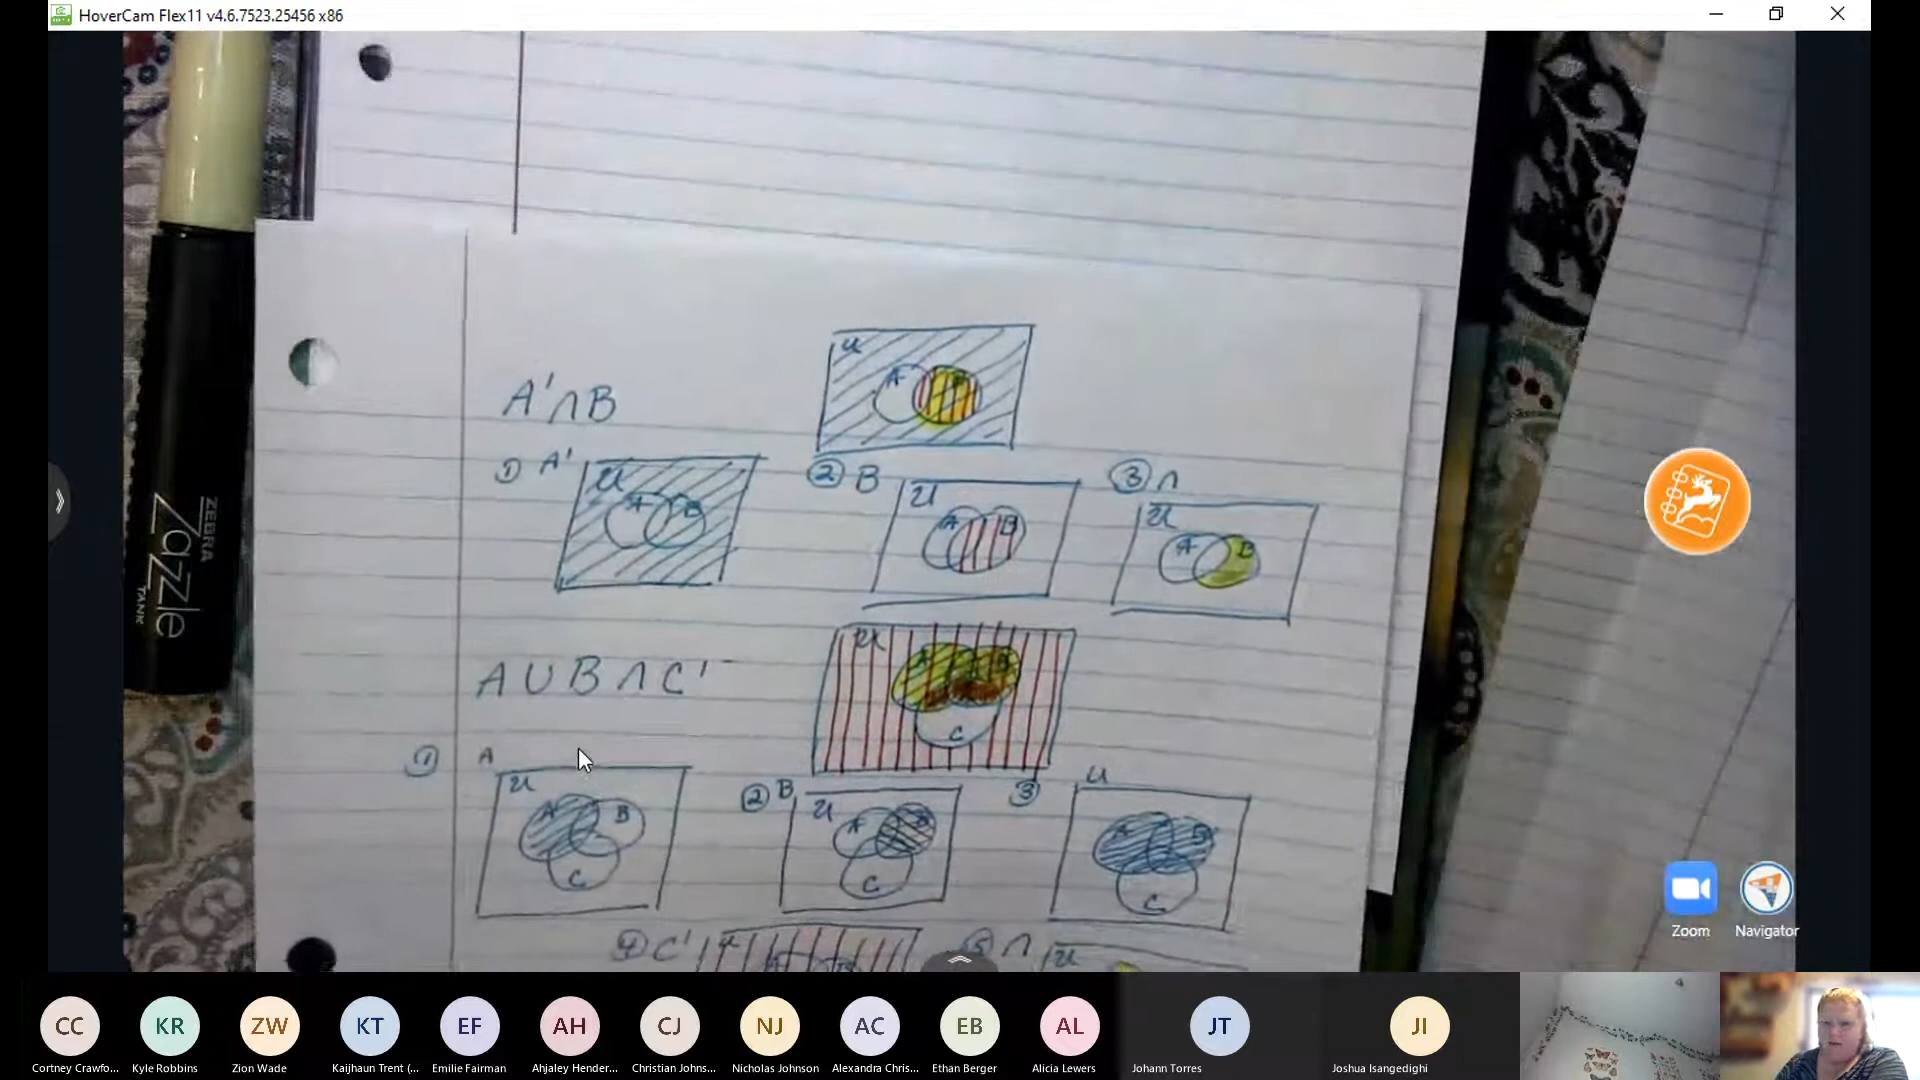 HoverCam Flex11 v4.6.7523.25456 x86
ZEBRA
Zazzle
TANK
A'∩B
U
A
B
① A'
U
A
B
② B
U
A
B
③ ∩
U
A
B
A∪B∩C'
U
A
B
C
① A
U
A
B
C
② B
U
A
B
C
③
U
A
B
C
④ C'
U
⑤ ∩
U
Zoom
Navigator
CC
KR
ZW
KT
EF
AH
CJ
NJ
AC
EB
AL
JT
JI
Cortney Crawfo...
Kyle Robbins
Zion Wade
Kaijhaun Trent (...
Emilie Fairman
Ahjaley Hender...
Christian Johns...
Nicholas Johnson
Alexandra Chris...
Ethan Berger
Alicia Lewers
Johann Torres
Joshua Isangedighi